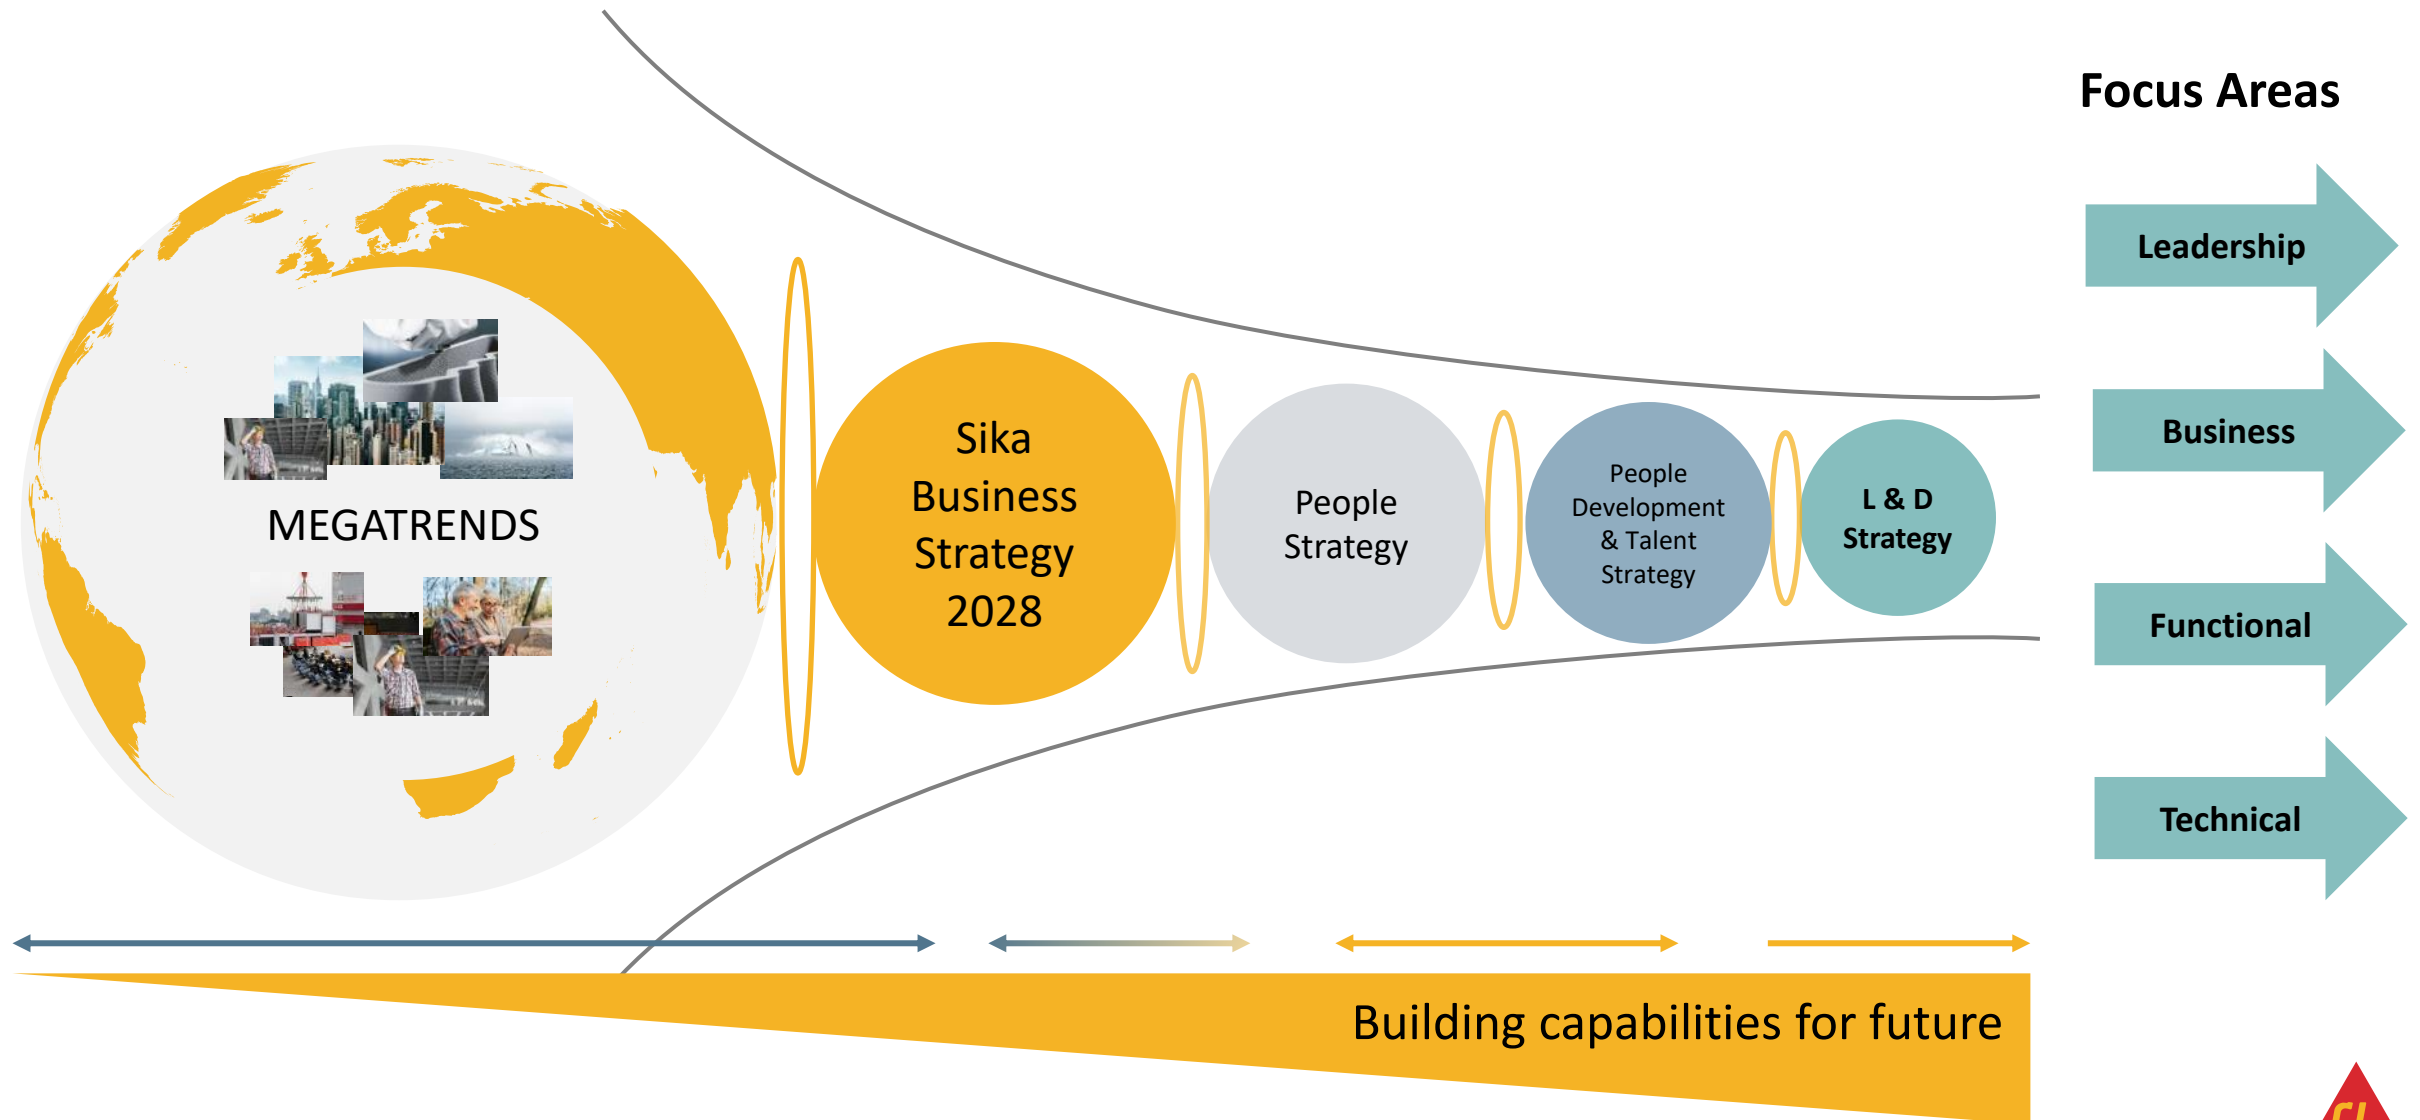 Focus Areas
MEGATRENDS
Sika
Business
Strategy
2028
People
Strategy
People
Development
& Talent
Strategy
L & D
Strategy
Leadership
Business
Functional
Technical
Building capabilities for future